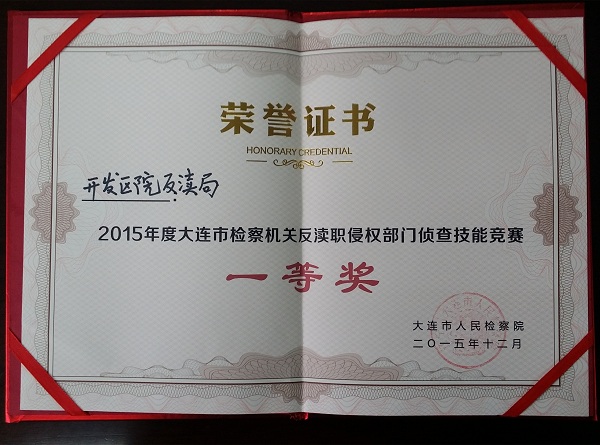 荣誉证书
HONORARY CREDENTIAL
开发区院反渎局
2015年度大连市检察机关反渎职侵权部门侦查技能竞赛
一等奖
大连市人民检察院
二〇一五年十二月